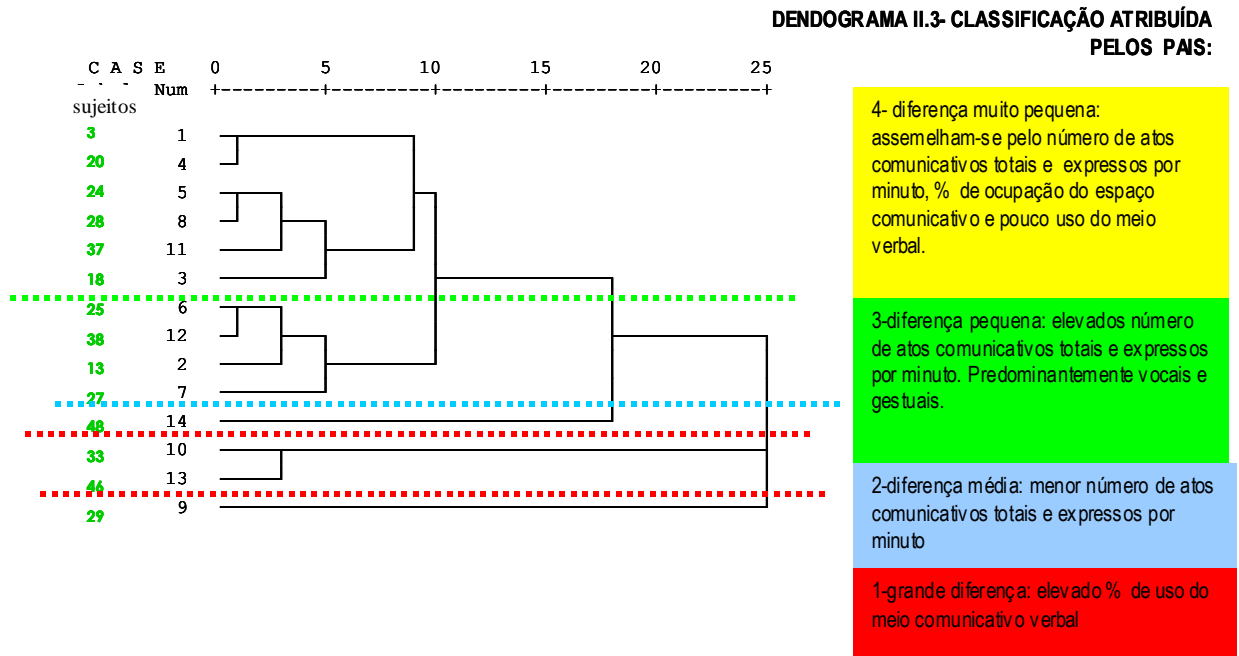 DENDOGRAMA II.3- CLASSIFICAÇÃO ATRIBUÍDA
PELOS PAIS:
C A S E 0 5 10 15 20 25
Num +---------+---------+---------+---------+---------+
sujeitos
3 1
20 4
24 5
28 8
37 11
18 3
25 6
38 12
13 2
27 7
48 14
33 10
46 13
29 9
4- diferença muito pequena:
assemelham-se pelo número de atos
comunicativos totais e expressos por
minuto, % de ocupação do espaço
comunicativo e pouco uso do meio
verbal.
3-diferença pequena: elevados número
de atos comunicativos totais e expressos
por minuto. Predominantemente vocais e
gestuais.
2-diferença média: menor número de atos
comunicativos totais e expressos por
minuto
1-grande diferença: elevado % de uso do
meio comunicativo verbal